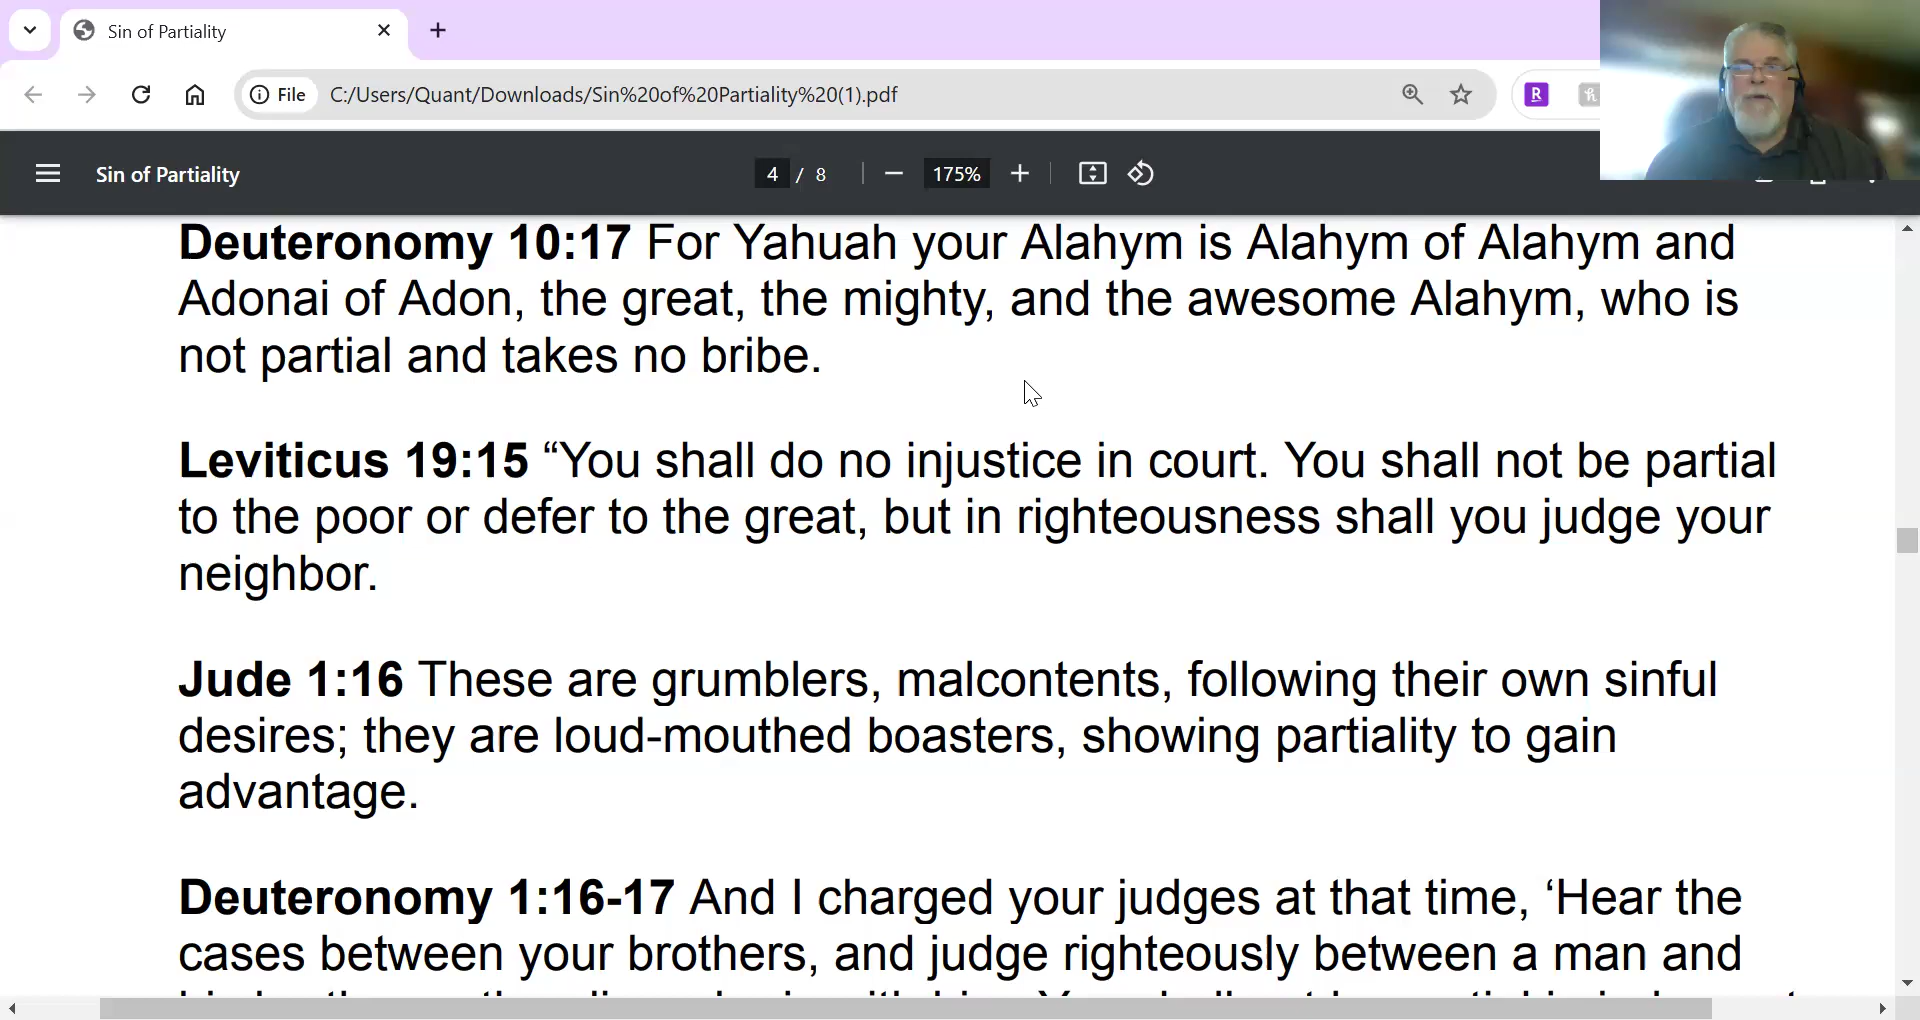 Sin of Partiality
File C:/Users/Quant/Downloads/Sin%20of%20Partiality%20(1).pdf
R h
Sin of Partiality 4 / 8 175%
Deuteronomy 10:17 For Yahuah your Alahym is Alahym of Alahym and
Adonai of Adon, the great, the mighty, and the awesome Alahym, who is
not partial and takes no bribe.
Leviticus 19:15 “You shall do no injustice in court. You shall not be partial
to the poor or defer to the great, but in righteousness shall you judge your
neighbor.
Jude 1:16 These are grumblers, malcontents, following their own sinful
desires; they are loud-mouthed boasters, showing partiality to gain
advantage.
Deuteronomy 1:16-17 And I charged your judges at that time, ‘Hear the
cases between your brothers, and judge righteously between a man and